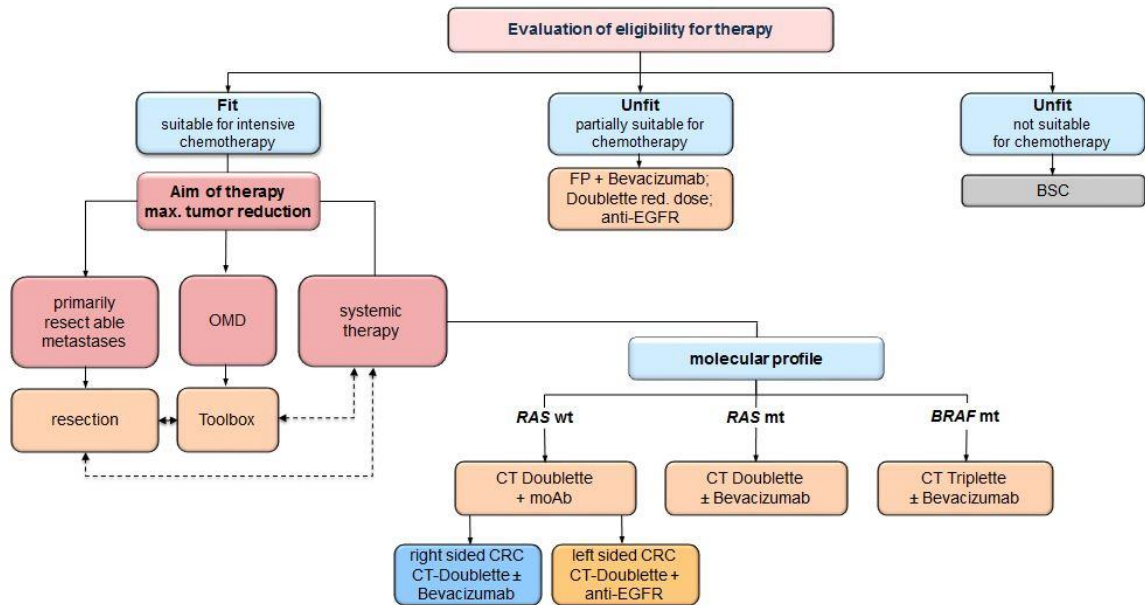 Evaluation of eligibility for therapy
Fit
suitable for intensive
chemotherapy
Unfit
partially suitable for
chemotherapy
Unfit
not suitable
for chemotherapy
Aim of therapy
max. tumor reduction
FP + Bevacizumab;
Doublette red. dose;
anti-EGFR
BSC
primarily
resect able
metastases
OMD
systemic
therapy
molecular profile
resection
Toolbox
RAS wt
RAS mt
BRAF mt
CT Doublette
+ moAb
CT Doublette
± Bevacizumab
CT Triplette
± Bevacizumab
right sided CRC
CT-Doublette ±
Bevacizumab
left sided CRC
CT-Doublette +
anti-EGFR